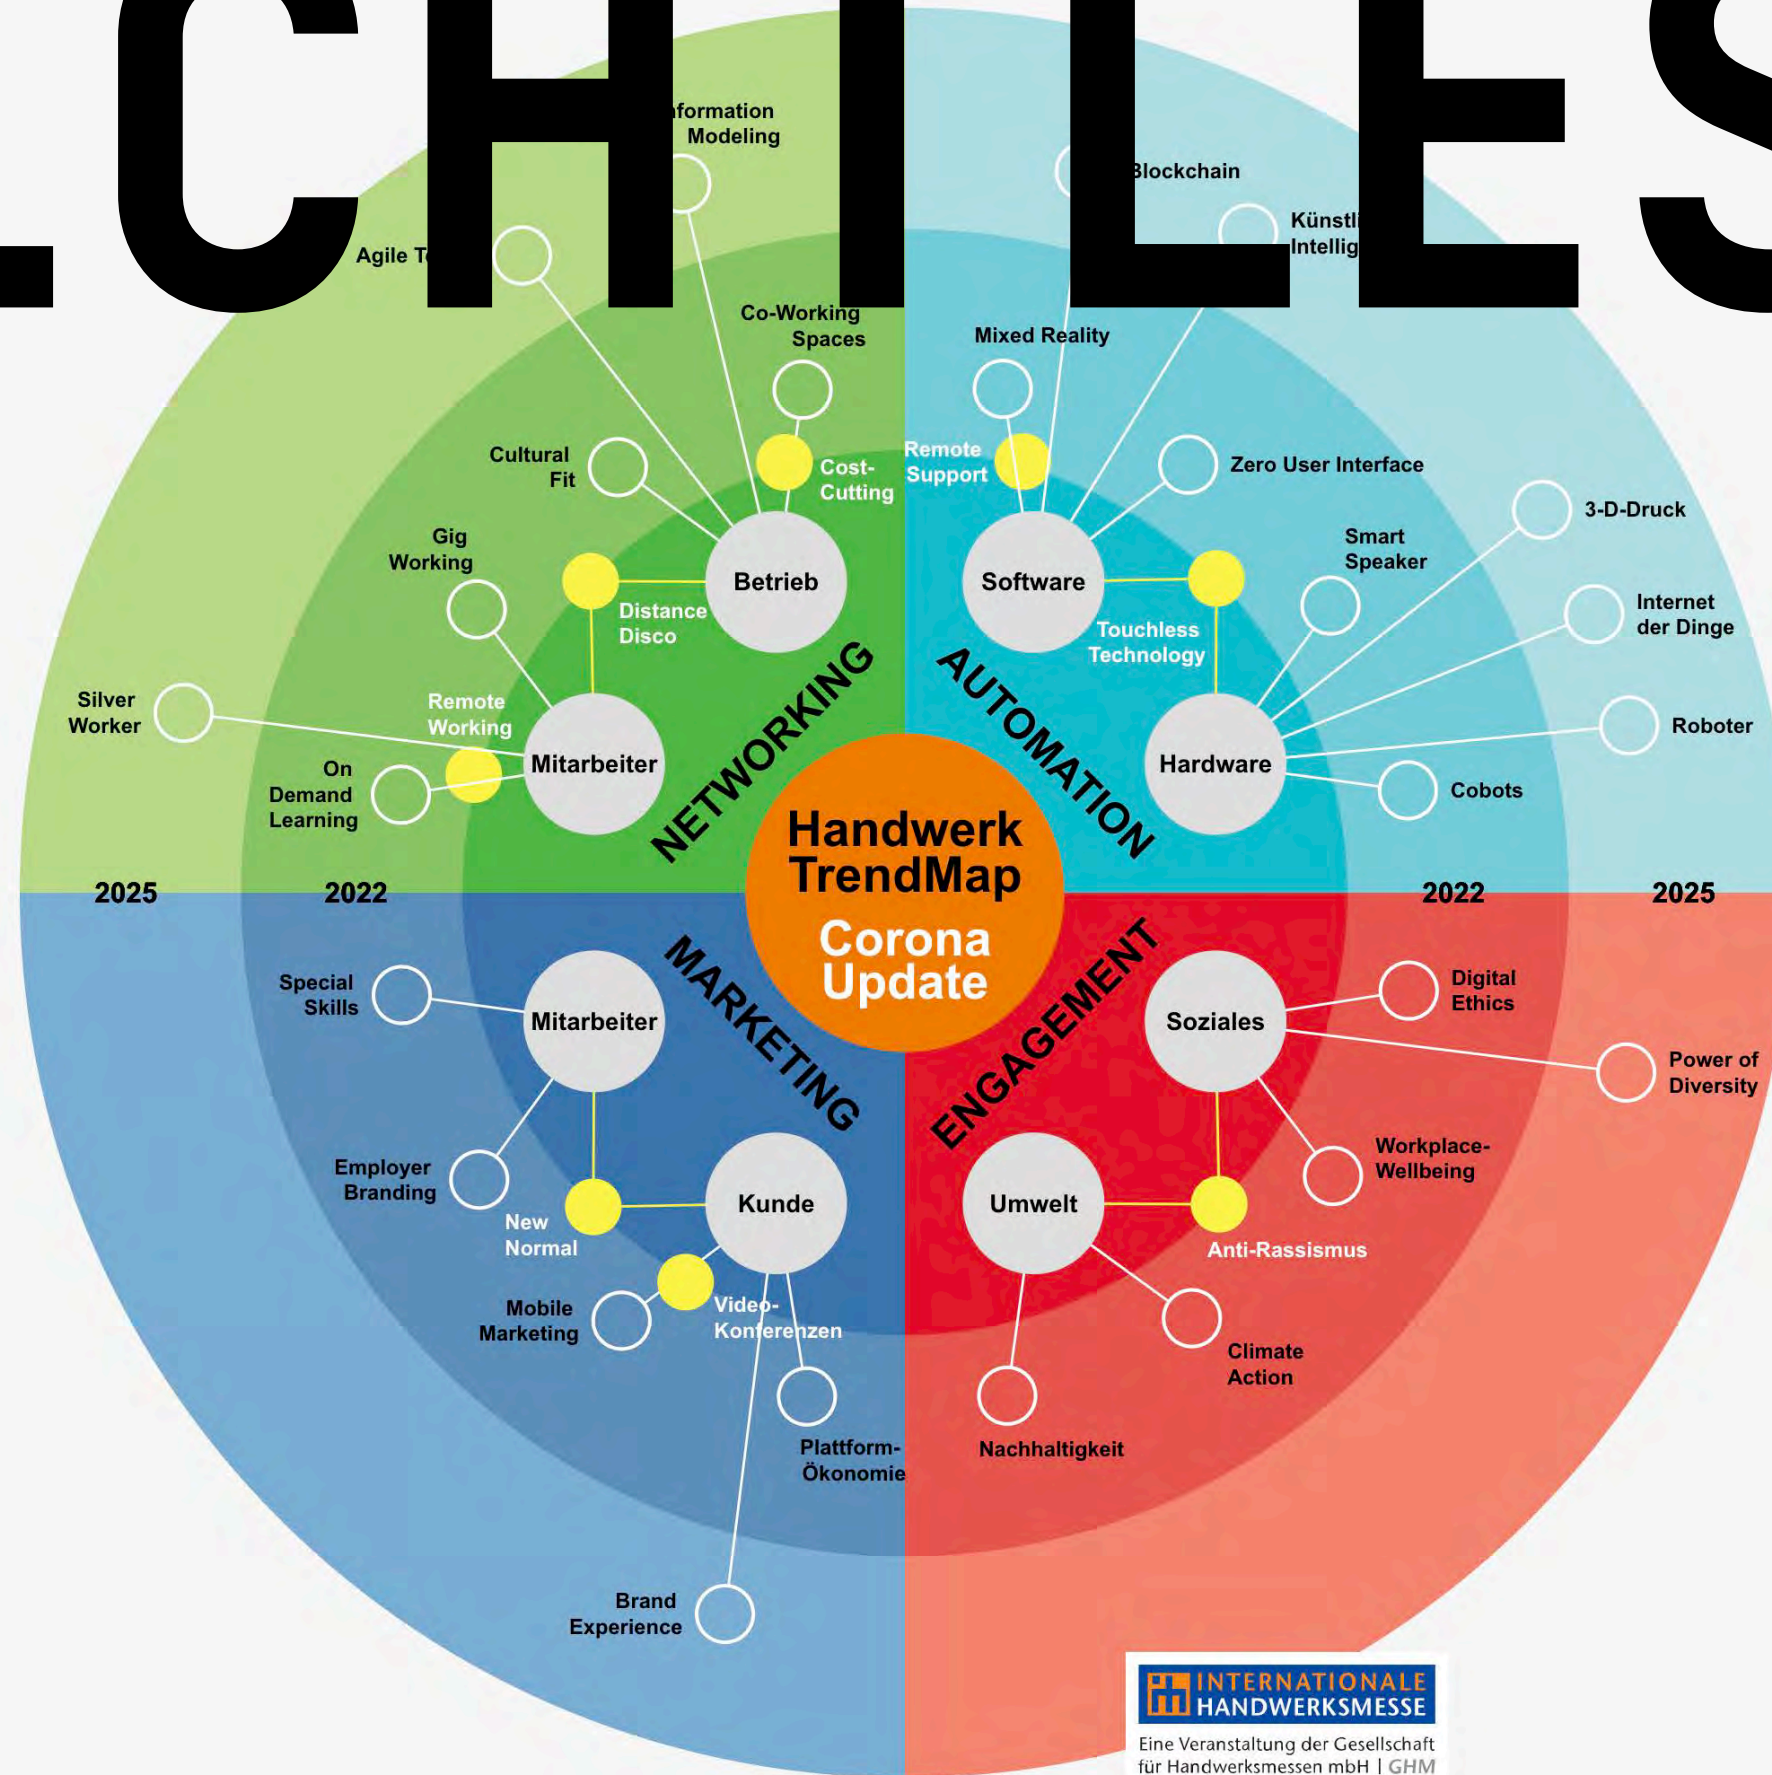 CHILES
Information
Modeling
Blockchain
Agile
Co-Working
Spaces
Mixed Reality
Cultural
Fit
Cost-
Cutting
Remote
Support
Zero User Interface
3-D-Druck
Gig
Working
Smart
Speaker
Betrieb
Software
Distance
Disco
Touchless
Technology
Internet
der Dinge
Silver
Worker
Remote
Working
Roboter
Mitarbeiter
Hardware
On
Demand
Learning
Cobots
NETWORKING
AUTOMATION
Handwerk
TrendMap
Corona
Update
2025
2022
2022
2025
MARKETING
ENGAGEMENT
Special
Skills
Mitarbeiter
Soziales
Digital
Ethics
Power of
Diversity
Employer
Branding
Workplace-
Wellbeing
Kunde
Umwelt
New
Normal
Anti-Rassismus
Mobile
Marketing
Video-
Konferenzen
Climate
Action
Plattform-
Ökonomie
Nachhaltigkeit
Brand
Experience
INTERNATIONALE
HANDWERKSMESSE
Eine Veranstaltung der Gesellschaft
für Handwerksmessen mbH | GHM